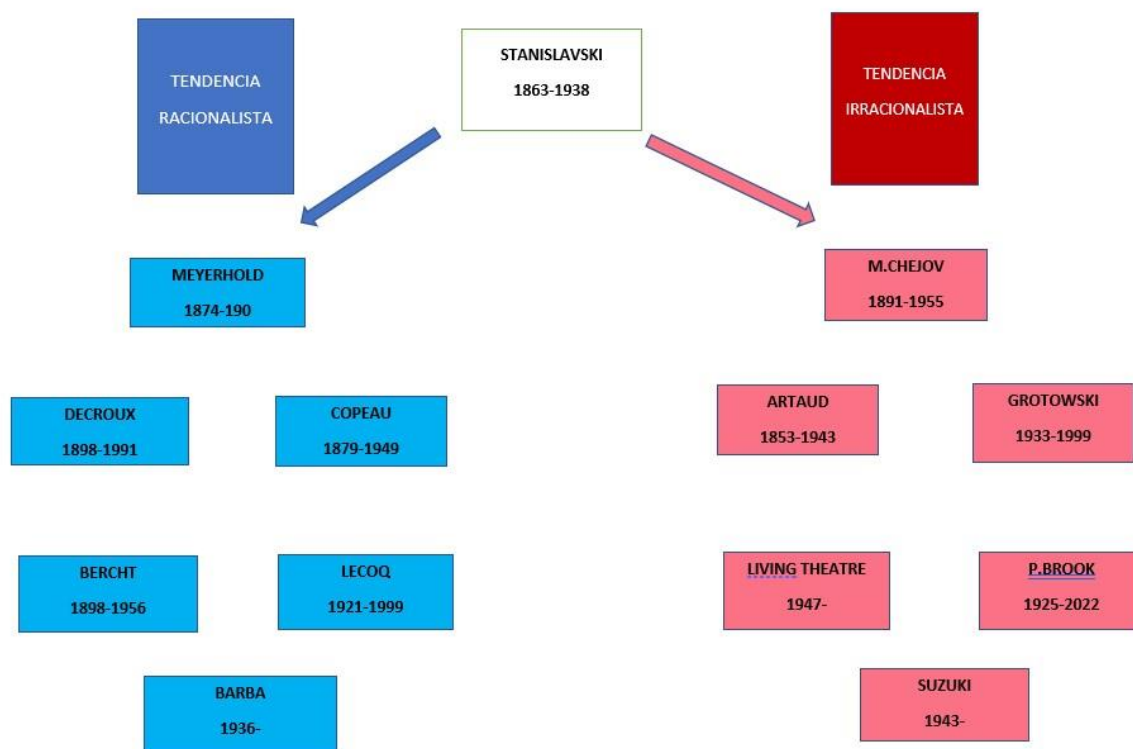 TENDENCIA
RACIONALISTA
STANISLAVSKI
1863-1938
TENDENCIA
IRRACIONALISTA
MEYERHOLD
1874-190
M.CHEJOV
1891-1955
DECROUX
1898-1991
COPEAU
1879-1949
ARTAUD
1853-1943
GROTOWSKI
1933-1999
BERCHT
1898-1956
LECOQ
1921-1999
LIVING THEATRE
1947-
P.BROOK
1925-2022
BARBA
1936-
SUZUKI
1943-